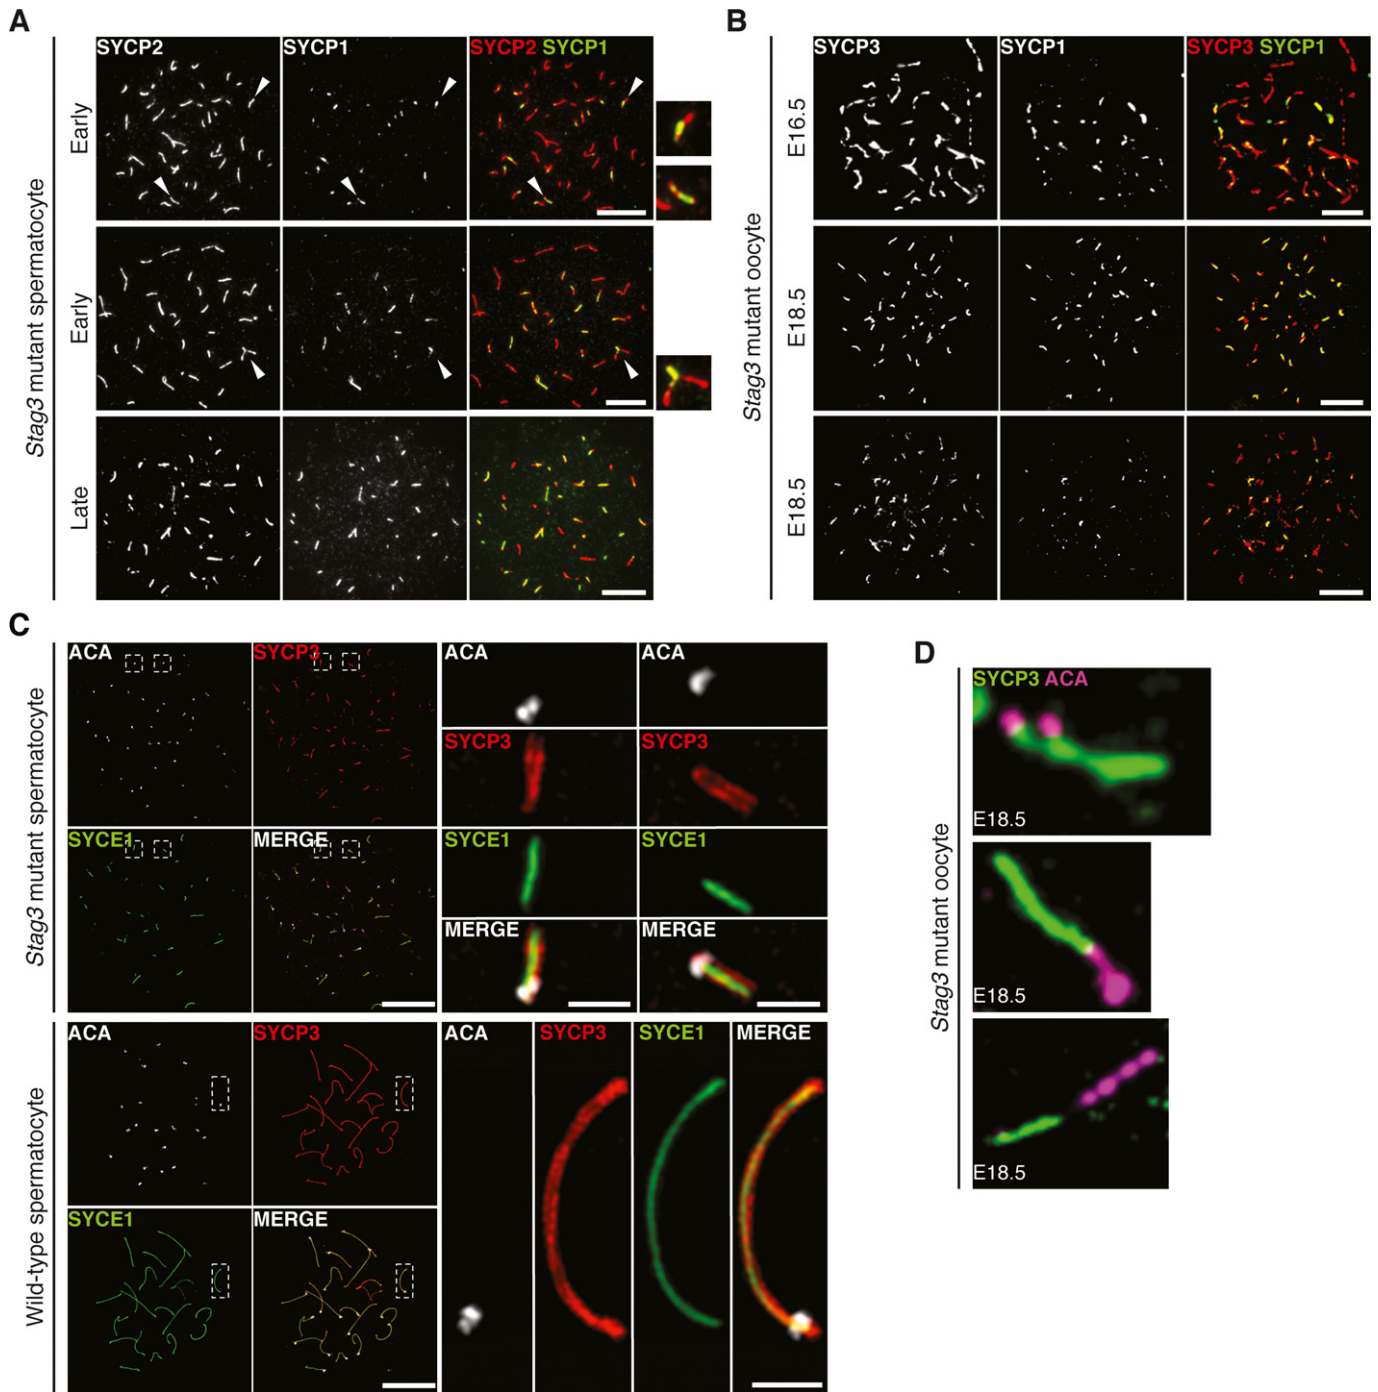 A
SYCP2 SYCP1 SYCP2 SYCP1
Early
Early
Late
Stag3 mutant spermatocyte
B
SYCP3 SYCP1 SYCP3 SYCP1
E16.5
E18.5
E18.5
Stag3 mutant oocyte
C
ACA SYCP3 ACA ACA
SYCP3 SYCP3
SYCE1 MERGE SYCE1 SYCE1
MERGE MERGE
Stag3 mutant spermatocyte
ACA SYCP3 ACA SYCP3 SYCE1 MERGE
SYCE1 MERGE
Wild-type spermatocyte
D
SYCP3 ACA
E18.5
E18.5
E18.5
Stag3 mutant oocyte